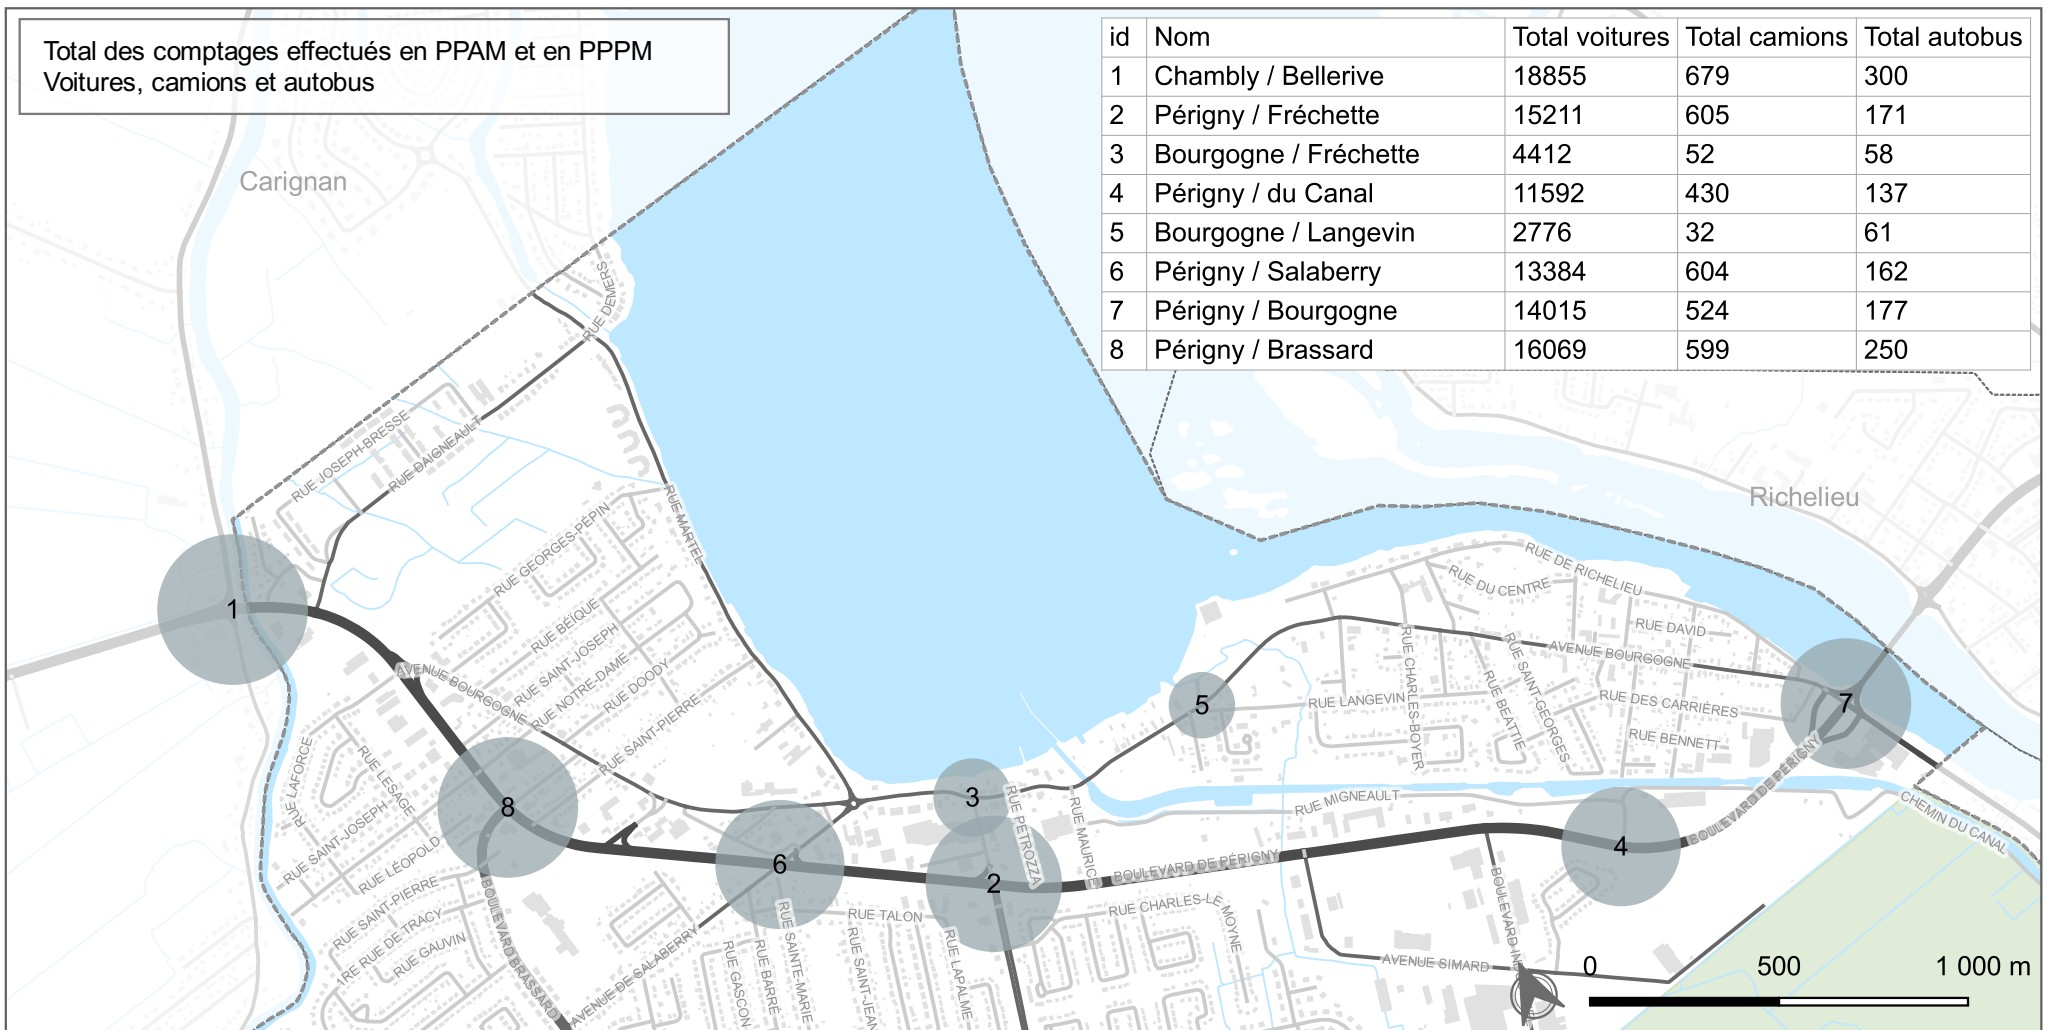 Total des comptages effectués en PPAM et en PPPM
Voitures, camions et autobus
id Nom Total voitures Total camions Total autobus
1 Chambly / Bellerive 18855 679 300
2 Périgny / Fréchette 15211 605 171
3 Bourgogne / Fréchette 4412 52 58
4 Périgny / du Canal 11592 430 137
5 Bourgogne / Langevin 2776 32 61
6 Périgny / Salaberry 13384 604 162
7 Périgny / Bourgogne 14015 524 177
8 Périgny / Brassard 16069 599 250
Carignan
Richelieu
RUE DEMERS
RUE JOSEPH-BRESSE
RUE DAIGNEAULT
RUE MARTEL
RUE GEORGES-PEPIN
RUE BÉÏQUE
RUE SAINT-JOSEPH
RUE NOTRE-DAME
RUE DOODY
RUE SAINT-PIERRE
AVENUE BOURGOGNE
RUE DE RICHELIEU
RUE DU CENTRE
RUE DAVID
AVENUE BOURGOGNE
RUE CHARLES-BOYER
RUE SAINT-GEORGES
RUE BEATTIE
RUE LANGEVIN
RUE DES CARRIÈRES
RUE BENNETT
1
2
3
4
5
6
7
8
RUE LAFORCE
RUE LESAGE
RUE SAINT-JOSEPH
RUE LÉOPOLD
RUE SAINT-PIERRE
1RE RUE DE TRACY
RUE GAUVIN
BOULEVARD BRASSARD
AVENUE DE SALABERRY
RUE GASCON
RUE BARRÉ
RUE SAINTE-MARIE
RUE SAINT-JEAN
RUE TALON
RUE LAPALME
RUE PETROZZA
RUE MAURICE
RUE MIGNEAULT
BOULEVARD DE PÉRIGNY
BOULEVARD DE PÉRIGNY
RUE CHARLES-LE MOYNE
AVENUE SIMARD
BOULEVARD
CHEMIN DU CANAL
0 500 1 000 m